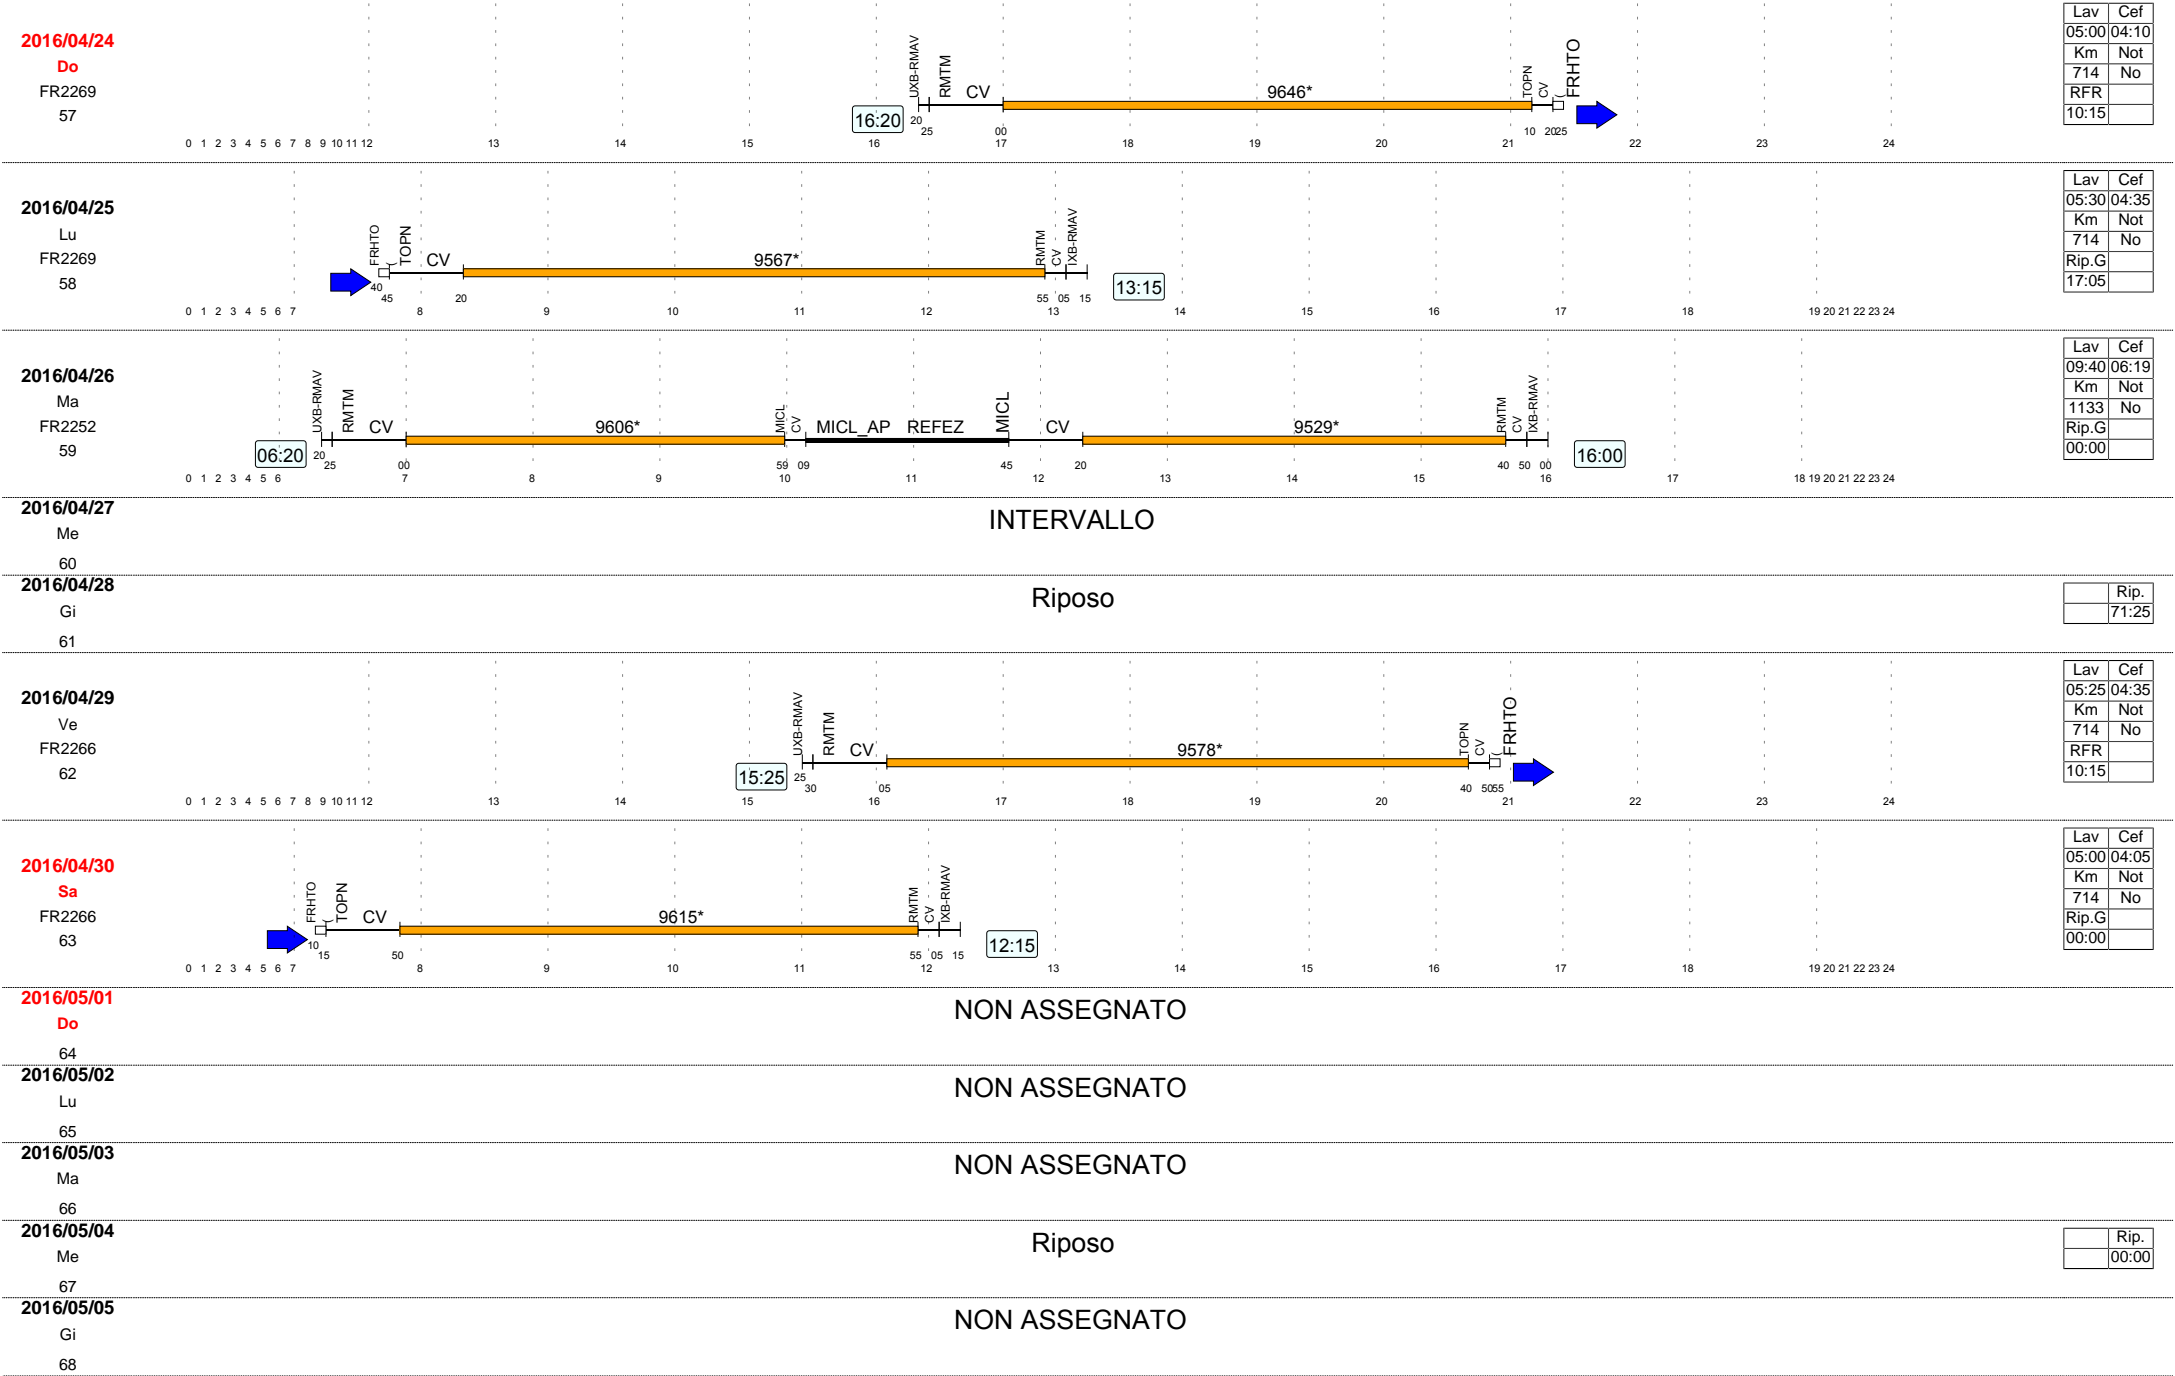 2016/04/24
Do
FR2269
57
16:20
UXB-RMAV
RMTM
CV
9646*
TOPN
CV
(
FRHTO
20
25
00
10
20
25
0 1 2 3 4 5 6 7 8 9 10 11 12 13 14 15 16 17 18 19 20 21 22 23 24
Lav Cef
05:00 04:10
Km Not
714 No
RFR
10:15
2016/04/25
Lu
FR2269
58
FRHTO
(
TOPN
CV
9567*
RMTM
CV
IXB-RMAV
13:15
40
45
20
55 05 15
0 1 2 3 4 5 6 7 8 9 10 11 12 13 14 15 16 17 18 19 20 21 22 23 24
Lav Cef
05:30 04:35
Km Not
714 No
Rip.G
17:05
2016/04/26
Ma
FR2252
59
06:20
UXB-RMAV
RMTM
CV
9606*
MICL
CV
MICL_AP REFEZ
MICL
CV
9529*
RMTM
CV
IXB-RMAV
16:00
20
25
00
59 09
45
20
40 50 00
0 1 2 3 4 5 6 7 8 9 10 11 12 13 14 15 16 17 18 19 20 21 22 23 24
Lav Cef
09:40 06:19
Km Not
1133 No
Rip.G
00:00
2016/04/27
Me
60
INTERVALLO
2016/04/28
Gi
61
Riposo
Rip.
71:25
2016/04/29
Ve
FR2266
62
15:25
UXB-RMAV
RMTM
CV
9578*
TOPN
CV
(
FRHTO
25
30
05
40
50
55
0 1 2 3 4 5 6 7 8 9 10 11 12 13 14 15 16 17 18 19 20 21 22 23 24
Lav Cef
05:25 04:35
Km Not
714 No
RFR
10:15
2016/04/30
Sa
FR2266
63
FRHTO
(
TOPN
CV
9615*
RMTM
CV
IXB-RMAV
12:15
10
15
50
55 05 15
0 1 2 3 4 5 6 7 8 9 10 11 12 13 14 15 16 17 18 19 20 21 22 23 24
Lav Cef
05:00 04:05
Km Not
714 No
Rip.G
00:00
2016/05/01
Do
64
NON ASSEGNATO
2016/05/02
Lu
65
NON ASSEGNATO
2016/05/03
Ma
66
NON ASSEGNATO
2016/05/04
Me
67
Riposo
Rip.
00:00
2016/05/05
Gi
68
NON ASSEGNATO